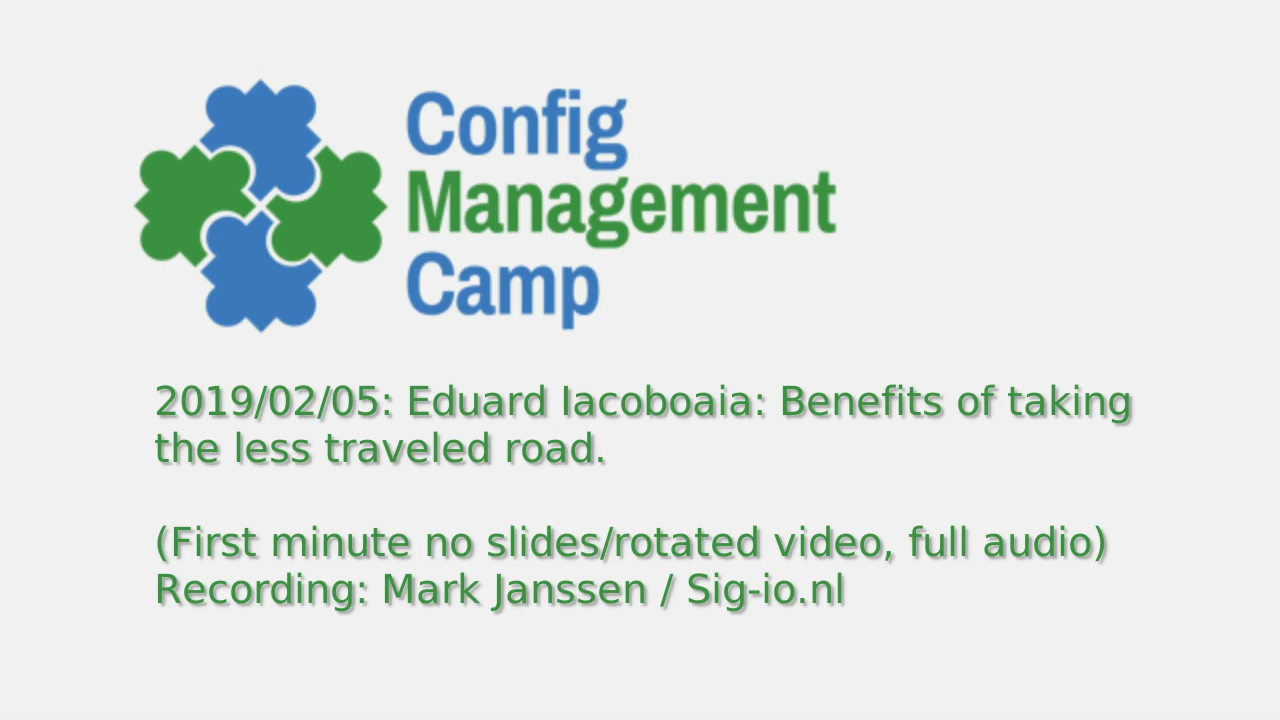 Config
Management
Camp
2019/02/05: Eduard Iacoboaia: Benefits of taking
the less traveled road.
(First minute no slides/rotated video, full audio)
Recording: Mark Janssen / Sig-io.nl